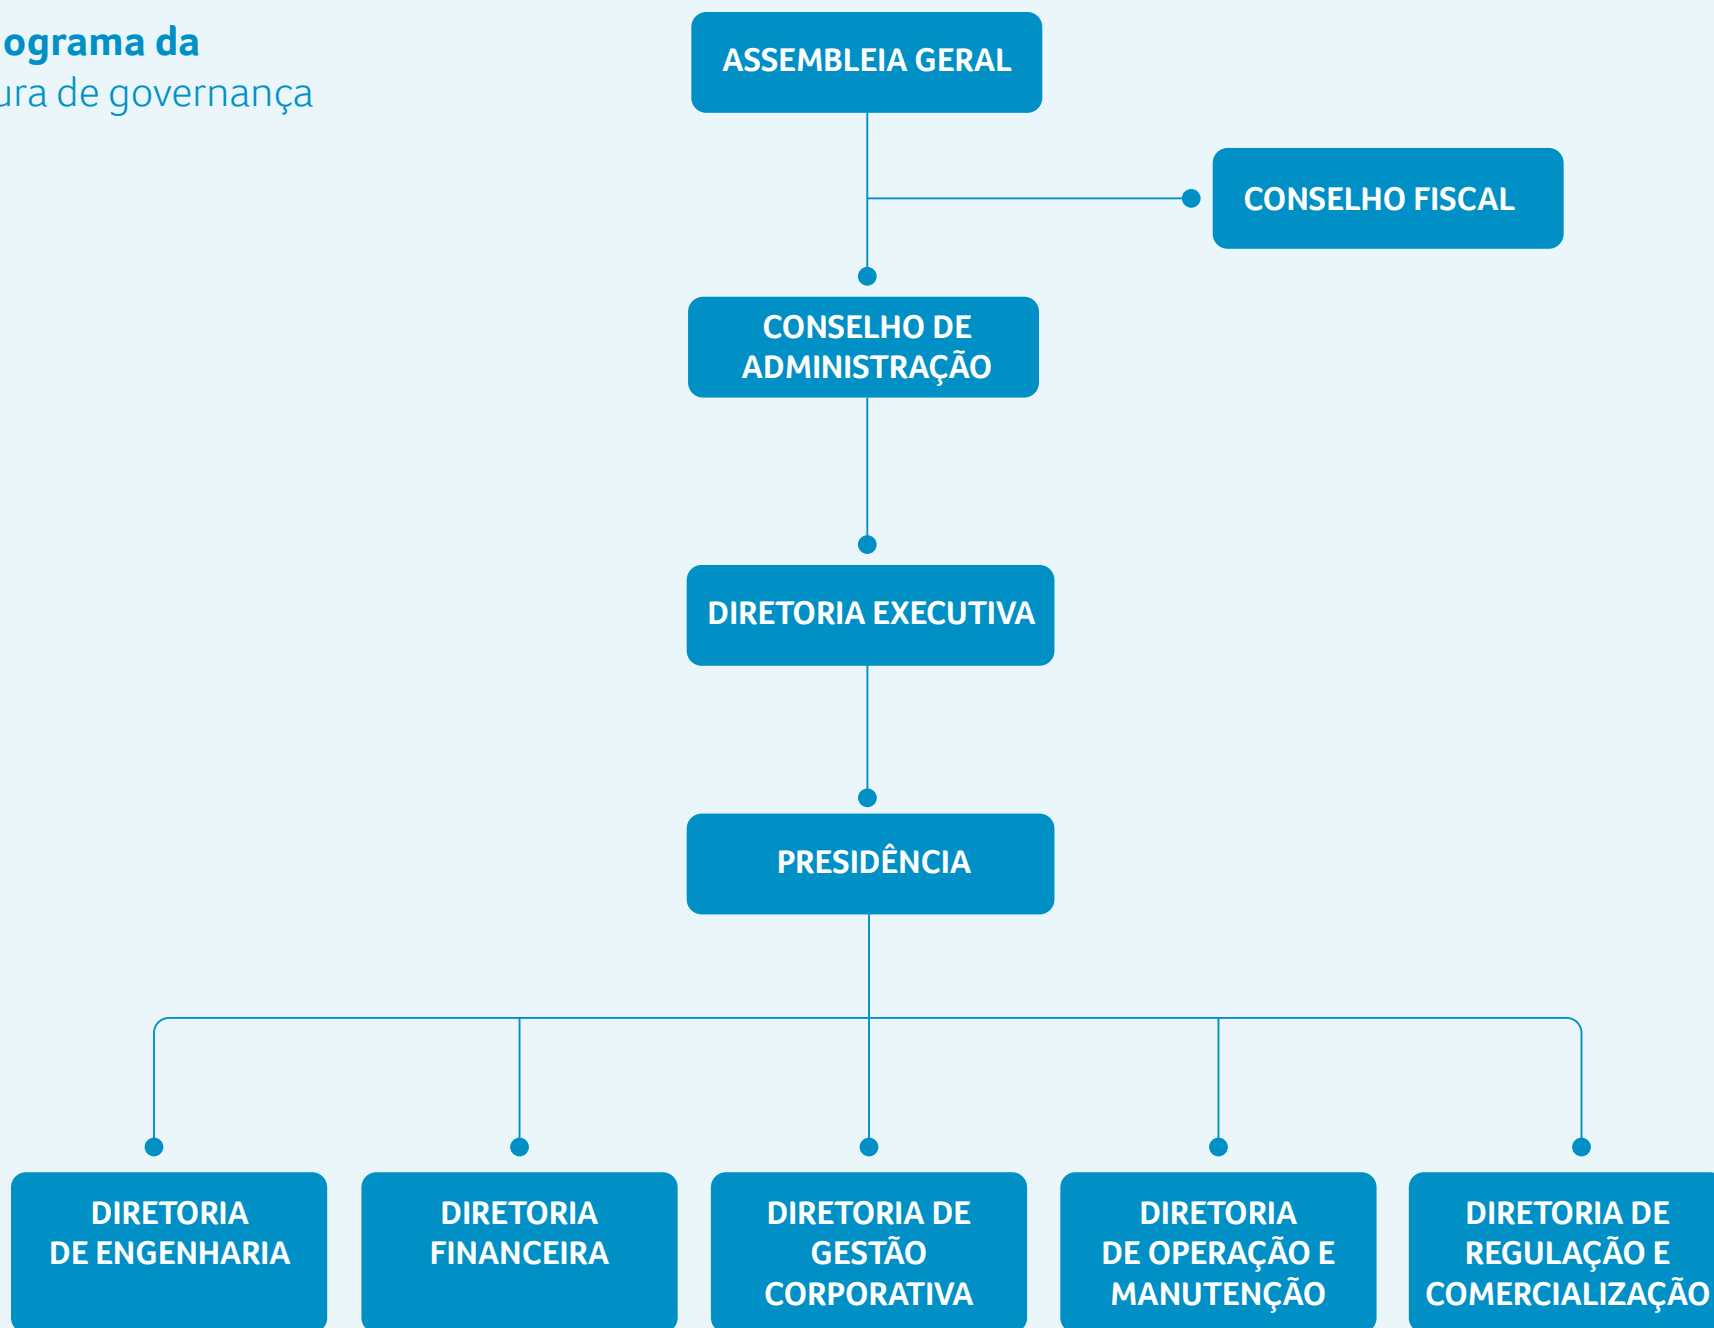 ograma da
ura de governança
ASSEMBLEIA GERAL
CONSELHO FISCAL
CONSELHO DE
ADMINISTRAÇÃO
DIRETORIA EXECUTIVA
PRESIDÊNCIA
DIRETORIA
DE ENGENHARIA
DIRETORIA
FINANCEIRA
DIRETORIA DE
GESTÃO
CORPORATIVA
DIRETORIA
DE OPERAÇÃO E
MANUTENÇÃO
DIRETORIA DE
REGULAÇÃO E
COMERCIALIZAÇÃO